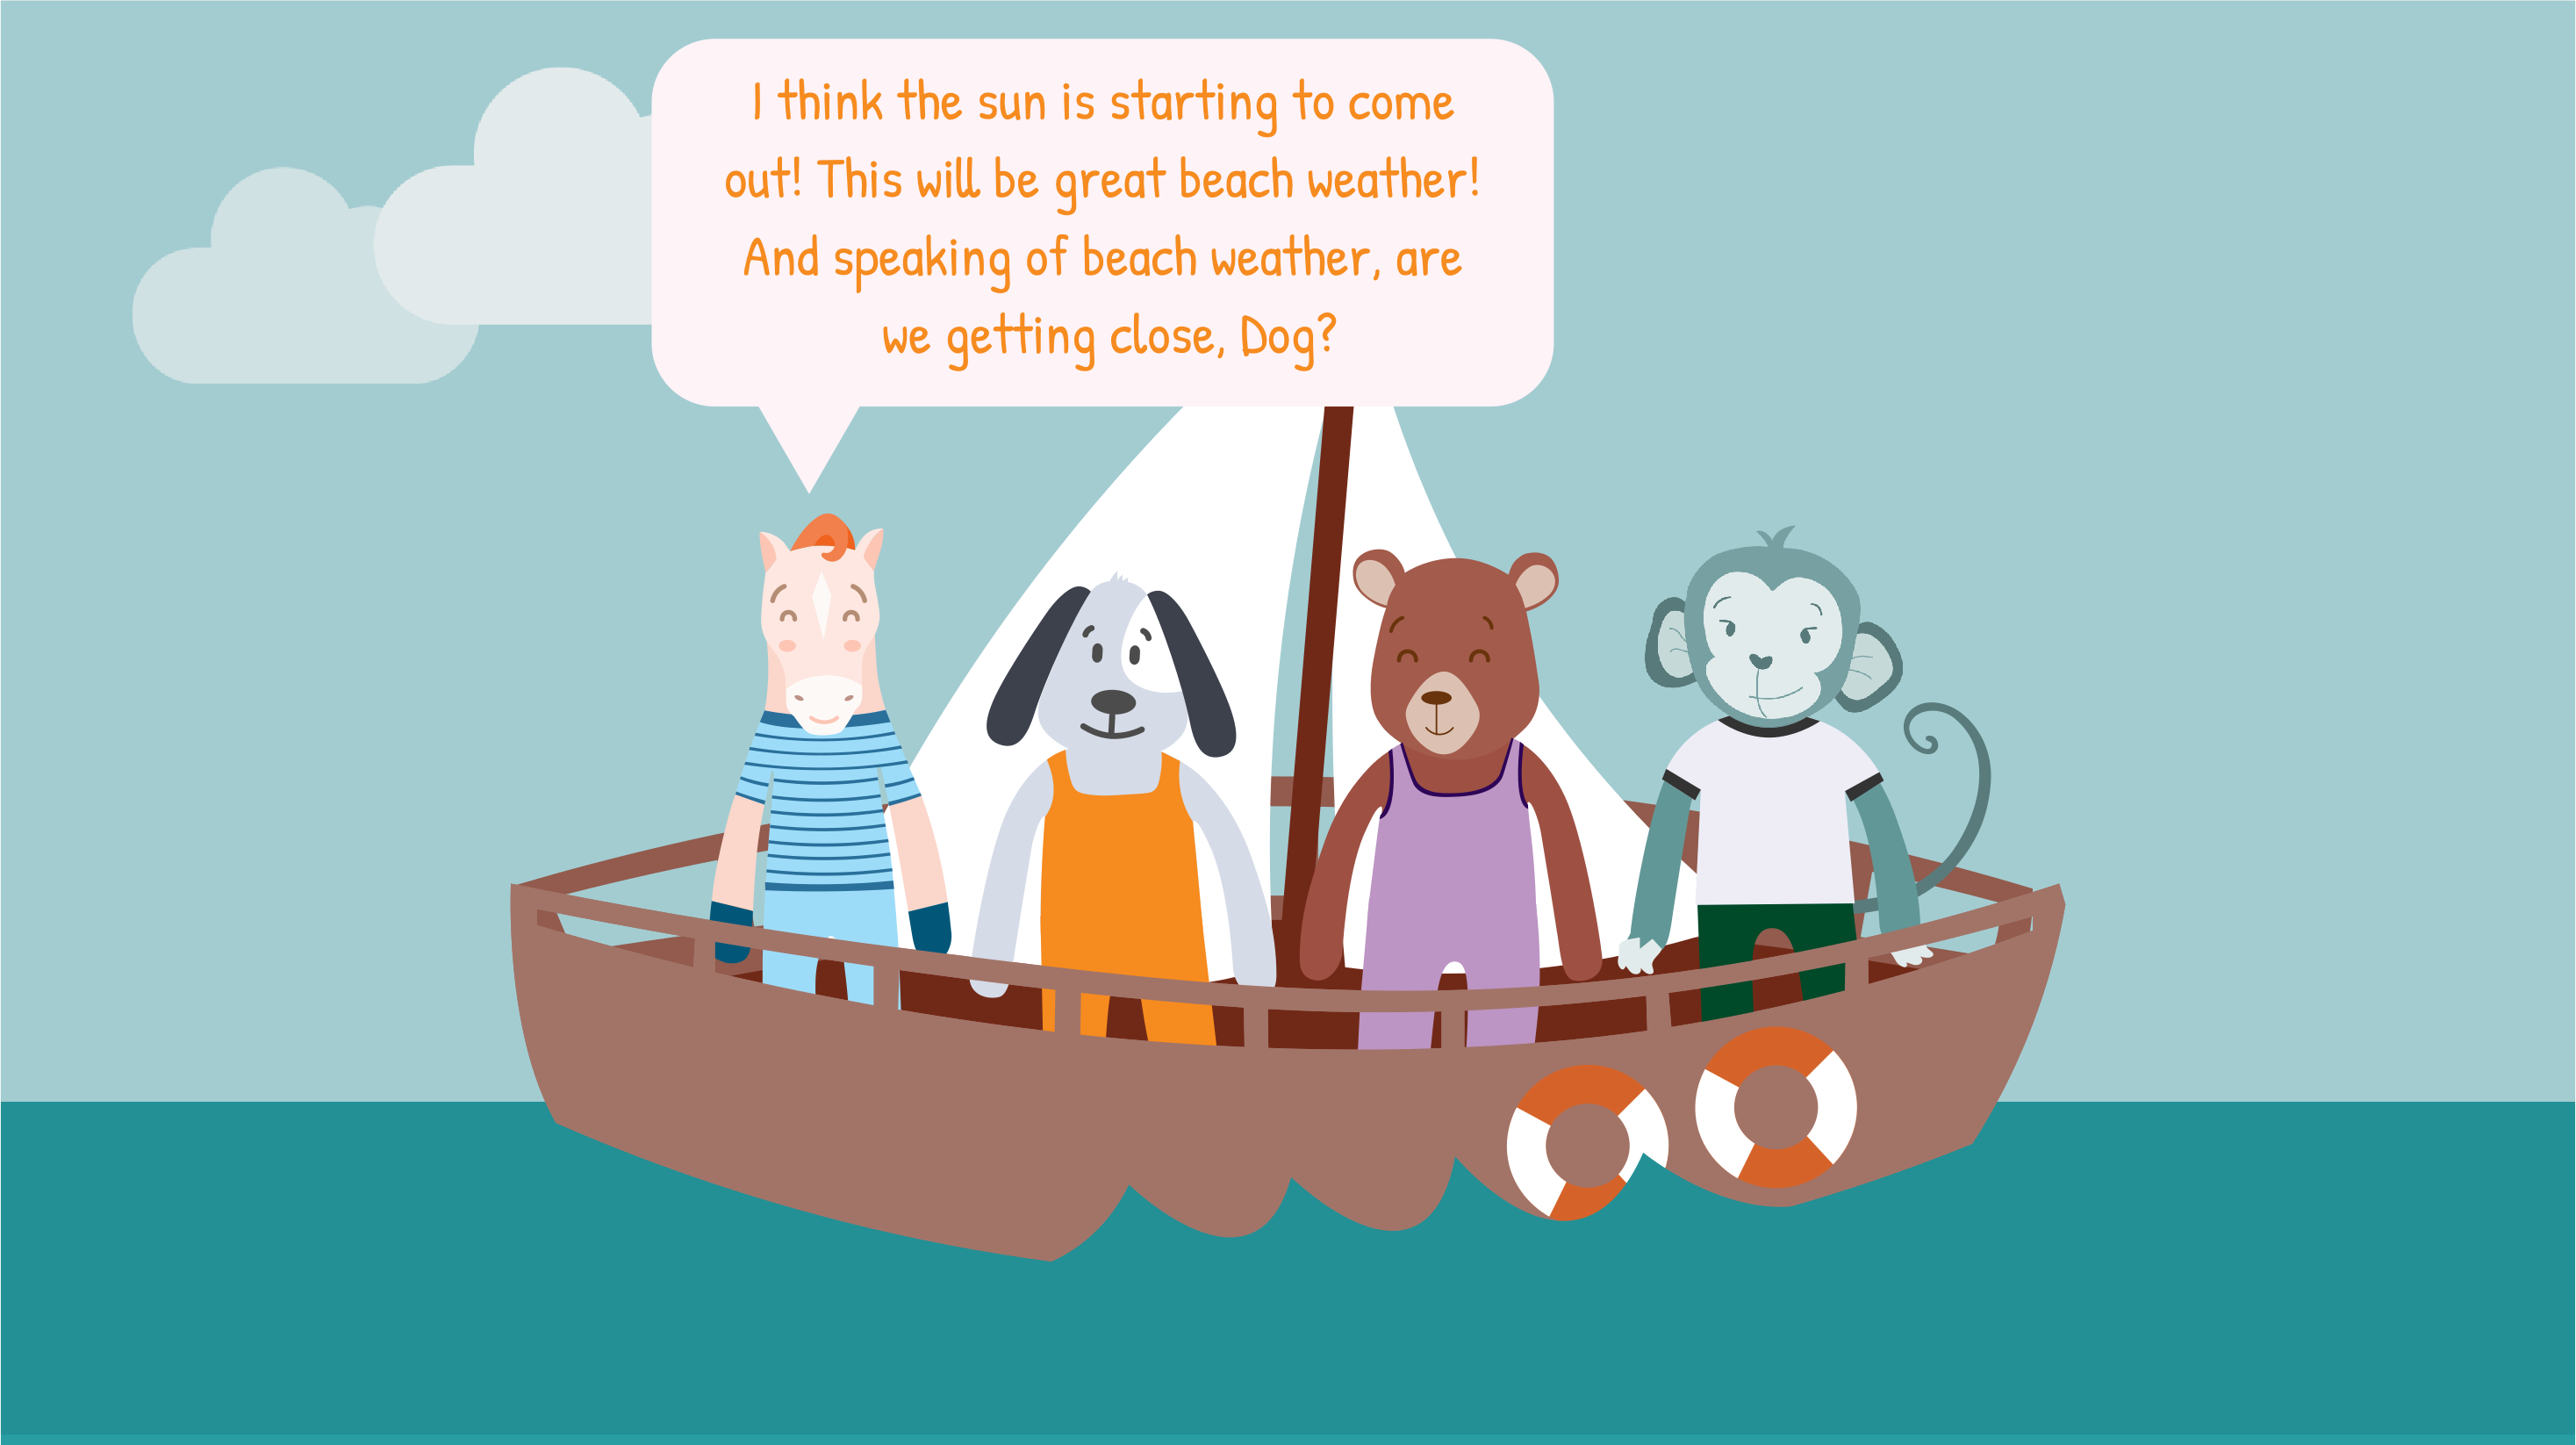 I think the sun is starting to come
out! This will be great beach weather!
And speaking of beach weather, are
we getting close, Dog?